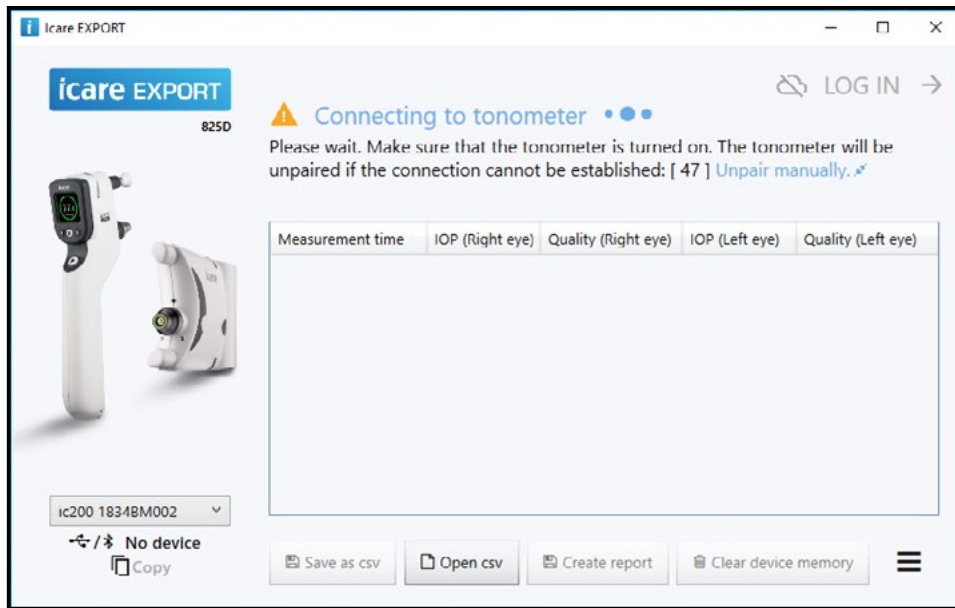 Icare EXPORT
icare EXPORT
825D
LOG IN
Connecting to tonometer
Please wait. Make sure that the tonometer is turned on. The tonometer will be
unpaired if the connection cannot be established: [ 47 ] Unpair manually.
Measurement time IOP (Right eye) Quality (Right eye) IOP (Left eye) Quality (Left eye)
ic200 1834BM002
/ No device
Copy
Save as csv Open csv Create report Clear device memory